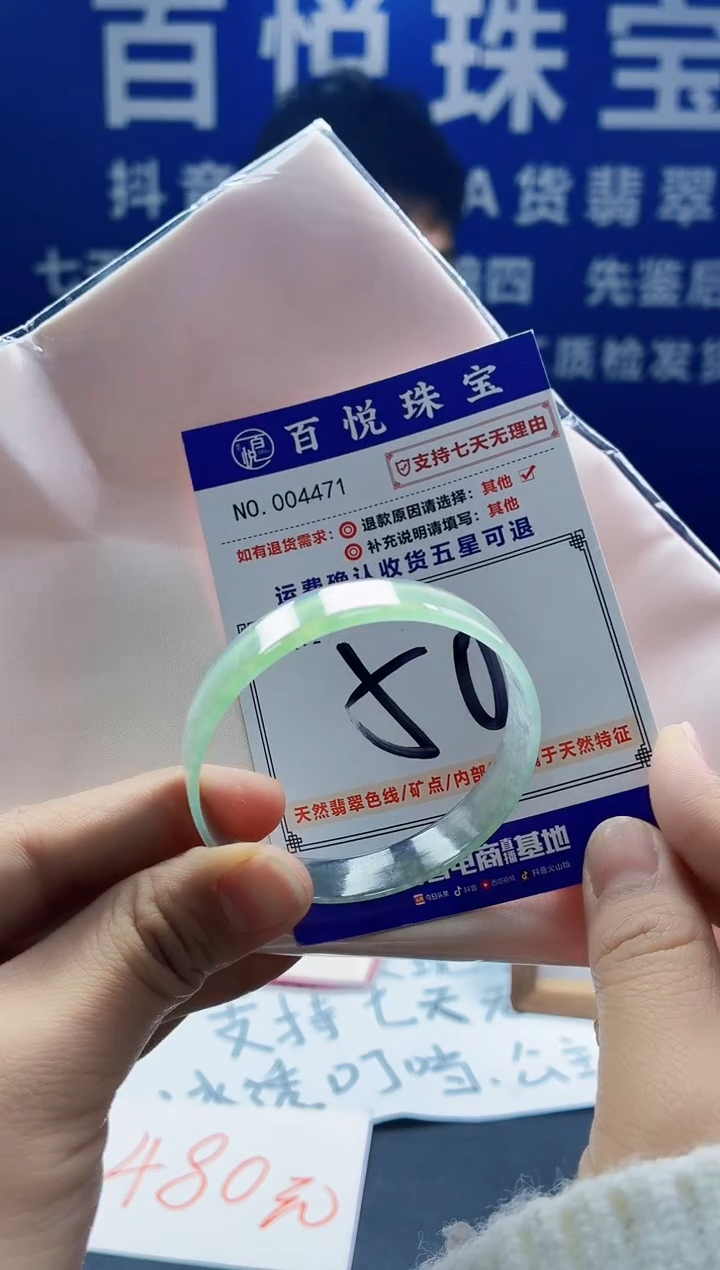 百悦珠宝
抖音
A货翡翠
先鉴后
质检发货
百悦珠宝
支持七天无理由
NO.004471
如有退货需求：退款原因请选择：其他
补充说明请填写：其他
运费确认收货五星可退
50
天然翡翠色线/矿点/内部
于天然特征
电商直播基地
今日头条 抖音 西瓜视频 抖音火山版
支持七天无
冰透叮当.公主
480元